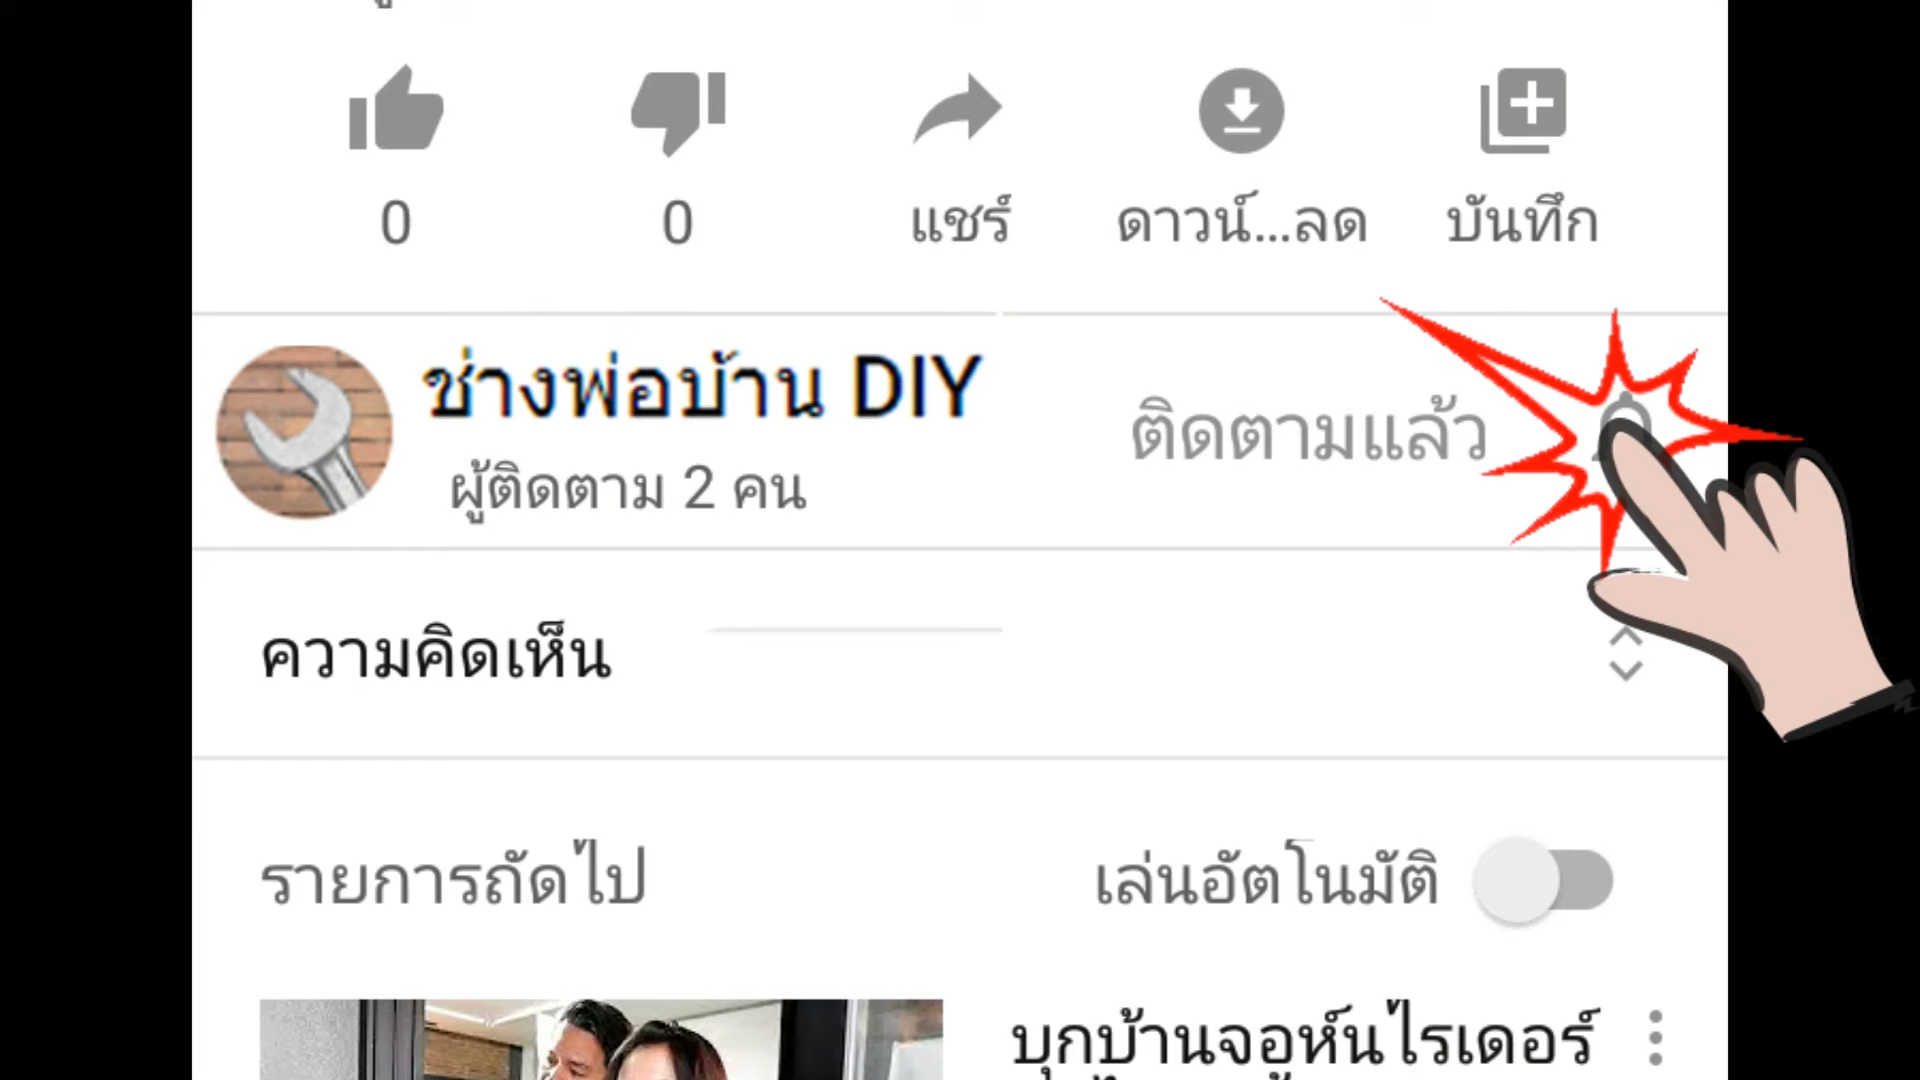 0 0 แชร์ ดาวน์...ลด บันทึก
ช่างพ่อบ้าน DIY
ติดตามแล้ว
ผู้ติดตาม 2 คน
ความคิดเห็น
รายการถัดไป เล่นอัตโนมัติ
บุกบ้านจอห์นไรเดอร์